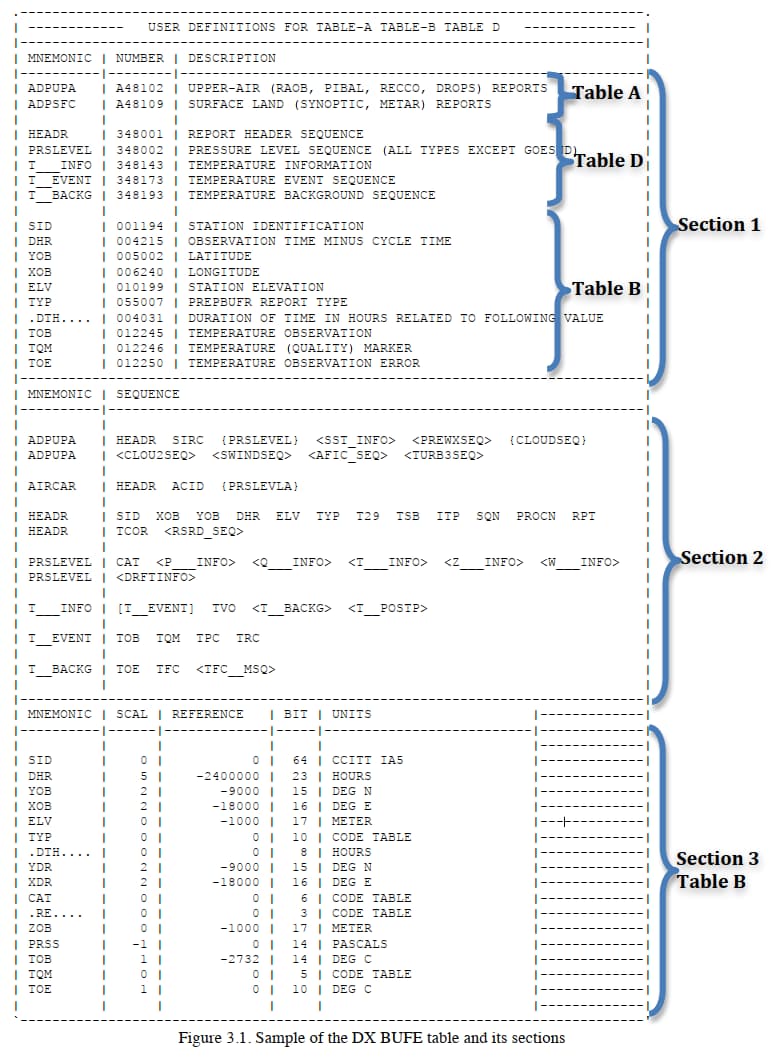 .------------------------------------------------------------------------------.
| ------------ USER DEFINITIONS FOR TABLE-A TABLE-B TABLE D -------------- |
|------------------------------------------------------------------------------|
| MNEMONIC | NUMBER | DESCRIPTION |
|----------|--------|----------------------------------------------------------|
| ADPUPA | A48102 | UPPER-AIR (RAOB, PIBAL, RECCO, DROPS) REPORTS
| ADPSFC | A48109 | SURFACE LAND (SYNOPTIC, METAR) REPORTS
Table A
| HEADR | 348001 | REPORT HEADER SEQUENCE
| PRSLEVEL | 348002 | PRESSURE LEVEL SEQUENCE (ALL TYPES EXCEPT GOESND)
| T___INFO | 348143 | TEMPERATURE INFORMATION
| T__EVENT | 348173 | TEMPERATURE EVENT SEQUENCE
| T__BACKG | 348193 | TEMPERATURE BACKGROUND SEQUENCE
Table D
| SID | 001194 | STATION IDENTIFICATION
| DHR | 004215 | OBSERVATION TIME MINUS CYCLE TIME
| YOB | 005002 | LATITUDE
| XOB | 006240 | LONGITUDE
| ELV | 010199 | STATION ELEVATION
| TYP | 055007 | PREPBUFR REPORT TYPE
| .DTH.... | 004031 | DURATION OF TIME IN HOURS RELATED TO FOLLOWING VALUE
| TOB | 012245 | TEMPERATURE OBSERVATION
| TQM | 012246 | TEMPERATURE (QUALITY) MARKER
| TOE | 012250 | TEMPERATURE OBSERVATION ERROR
Table B
Section 1
|------------------------------------------------------------------------------|
| MNEMONIC | SEQUENCE |
|----------|-------------------------------------------------------------------|
| ADPUPA | HEADR SIRC {PRSLEVEL} <SST_INFO> <PREWXSEQ> {CLOUDSEQ} |
| ADPUPA | <CLOU2SEQ> <SWINDSEQ> <AFIC_SEQ> <TURB3SEQ> |
| AIRCAR | HEADR ACID {PRSLEVLA} |
| HEADR | SID XOB YOB DHR ELV TYP T29 TSB ITP SQN PROCN RPT |
| HEADR | TCOR <RSRD_SEQ> |
| PRSLEVEL | CAT <P___INFO> <Q___INFO> <T___INFO> <Z___INFO> <W___INFO> |
| PRSLEVEL | <DRFTINFO> |
| T___INFO | [T__EVENT] TVO <T__BACKG> <T__POSTP> |
| T__EVENT | TOB TQM TPC TRC |
| T__BACKG | TOE TFC <TFC__MSQ> |
Section 2
|------------------------------------------------------------------------------|
| MNEMONIC | SCAL | REFERENCE | BIT | UNITS |-------------|
|----------|------|-------------|-----|--------------------------|-------------|
| SID | 0 | 0 | 64 | CCITT IA5 |-------------|
| DHR | 5 | -2400000 | 23 | HOURS |-------------|
| YOB | 2 | -9000 | 15 | DEG N |-------------|
| XOB | 2 | -18000 | 16 | DEG E |-------------|
| ELV | 0 | -1000 | 17 | METER |-------------|
| TYP | 0 | 0 | 10 | CODE TABLE |-------------|
| .DTH.... | 0 | 0 | 8 | HOURS |-------------|
| YDR | 2 | -9000 | 15 | DEG N |-------------|
| XDR | 2 | -18000 | 16 | DEG E |-------------|
| CAT | 0 | 0 | 6 | CODE TABLE |-------------|
| .RE.... | 0 | 0 | 3 | CODE TABLE |-------------|
| ZOB | 0 | -1000 | 17 | METER |-------------|
| PRSS | -1 | 0 | 14 | PASCALS |-------------|
| TOB | 1 | -2732 | 14 | DEG C |-------------|
| TQM | 0 | 0 | 5 | CODE TABLE |-------------|
| TOE | 1 | 0 | 10 | DEG C |-------------|
Section 3
Table B
`------------------------------------------------------------------------------'
Figure 3.1. Sample of the DX BUFE table and its sections